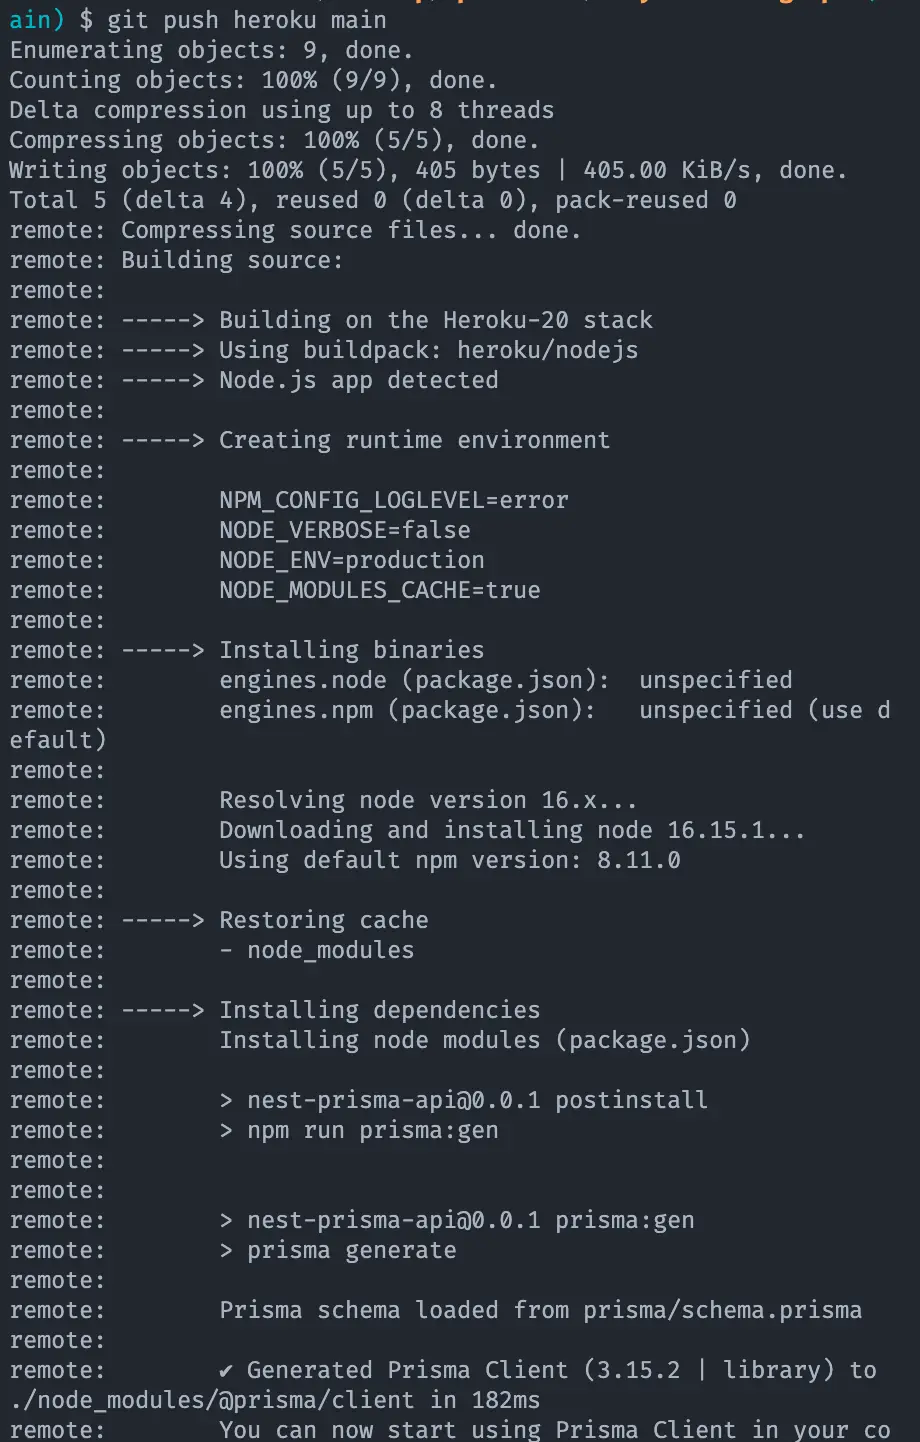 ain) $ git push heroku main
Enumerating objects: 9, done.
Counting objects: 100% (9/9), done.
Delta compression using up to 8 threads
Compressing objects: 100% (5/5), done.
Writing objects: 100% (5/5), 405 bytes | 405.00 KiB/s, done.
Total 5 (delta 4), reused 0 (delta 0), pack-reused 0
remote: Compressing source files... done.
remote: Building source:
remote:
remote: -----> Building on the Heroku-20 stack
remote: -----> Using buildpack: heroku/nodejs
remote: -----> Node.js app detected
remote:
remote: -----> Creating runtime environment
remote:
remote:        NPM_CONFIG_LOGLEVEL=error
remote:        NODE_VERBOSE=false
remote:        NODE_ENV=production
remote:        NODE_MODULES_CACHE=true
remote:
remote: -----> Installing binaries
remote:        engines.node (package.json):  unspecified
remote:        engines.npm (package.json):   unspecified (use d
efault)
remote:
remote:        Resolving node version 16.x...
remote:        Downloading and installing node 16.15.1...
remote:        Using default npm version: 8.11.0
remote:
remote: -----> Restoring cache
remote:        - node_modules
remote:
remote: -----> Installing dependencies
remote:        Installing node modules (package.json)
remote:
remote:        > nest-prisma-api@0.0.1 postinstall
remote:        > npm run prisma:gen
remote:
remote:
remote:        > nest-prisma-api@0.0.1 prisma:gen
remote:        > prisma generate
remote:
remote:        Prisma schema loaded from prisma/schema.prisma
remote:
remote:        ✔ Generated Prisma Client (3.15.2 | library) to
./node_modules/@prisma/client in 182ms
remote:        You can now start using Prisma Client in your co